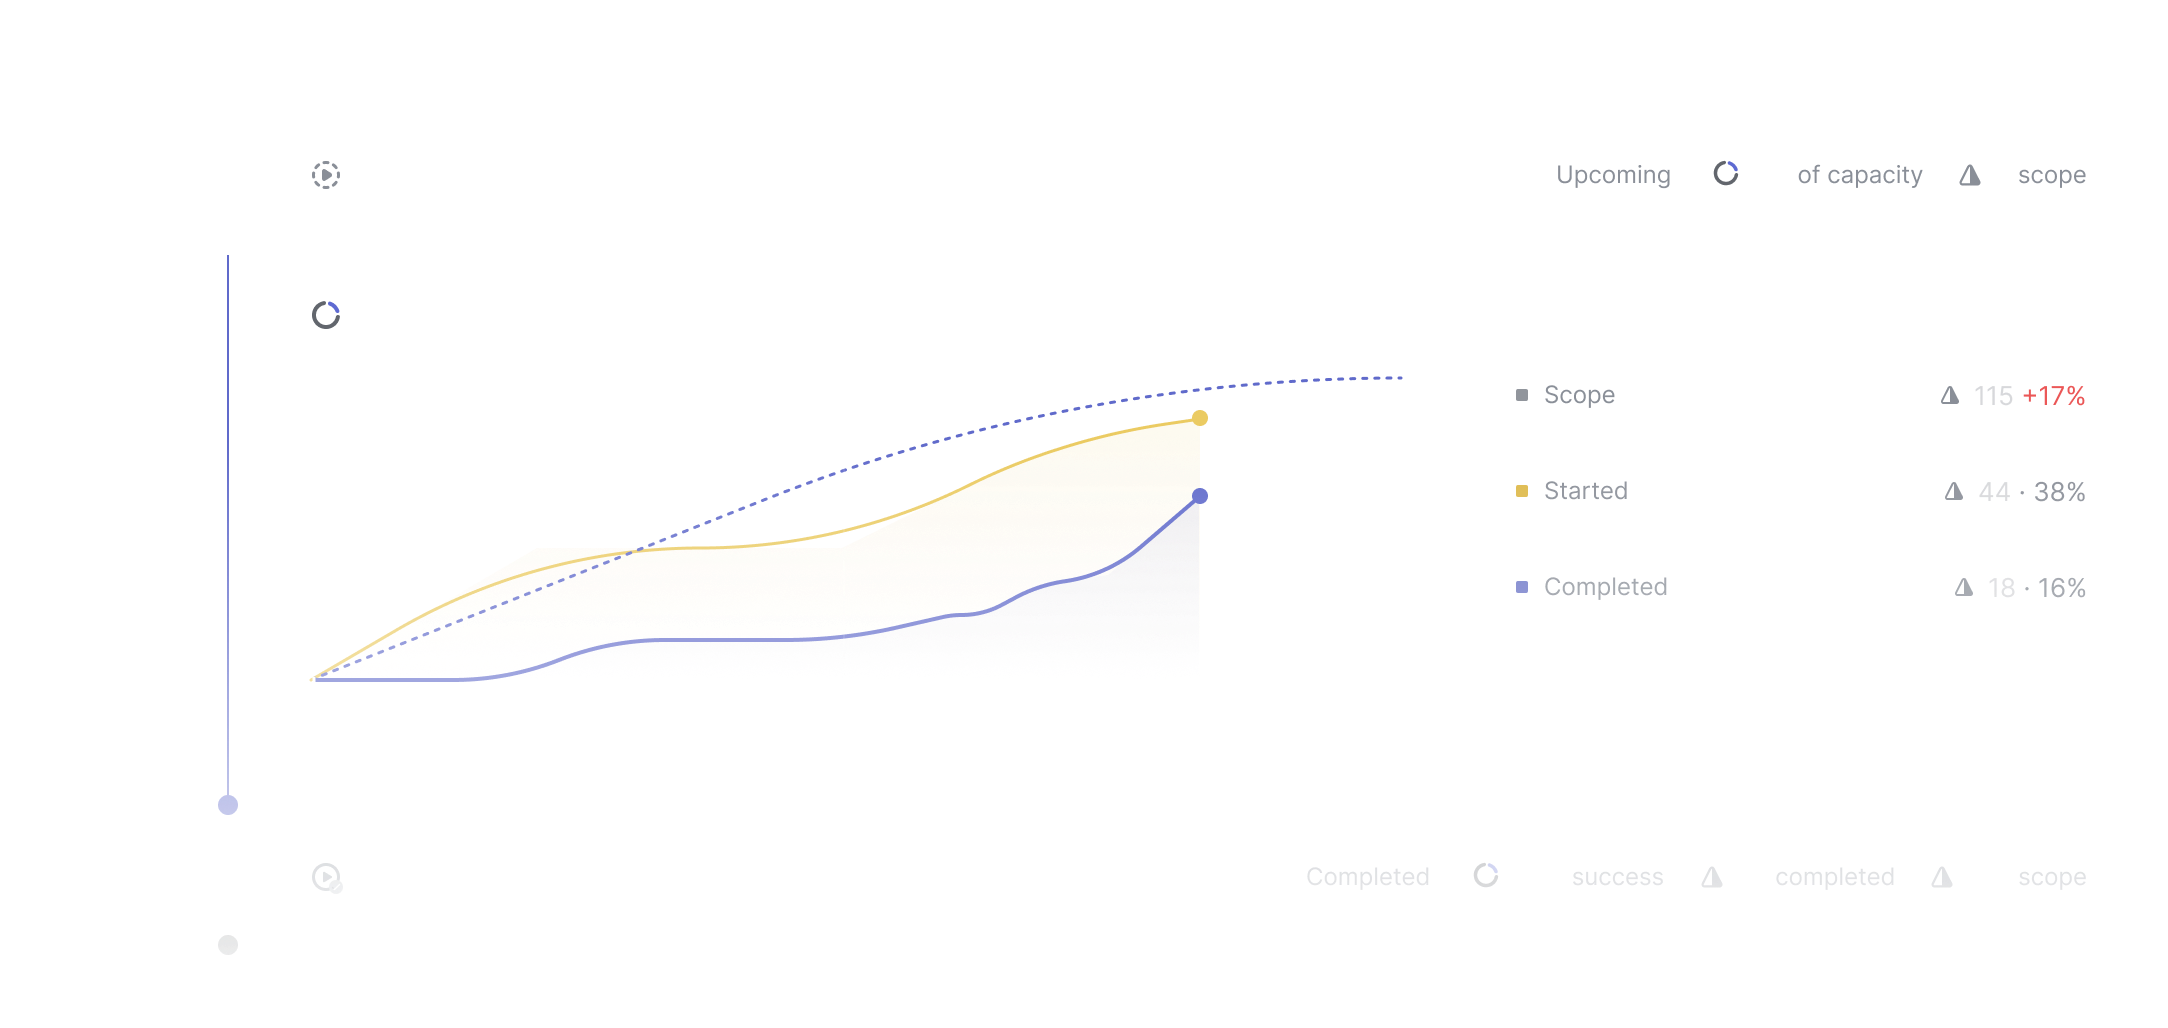 Upcoming of capacity scope
Scope 115 +17%
Started 44 · 38%
Completed 18 · 16%
Completed success completed scope